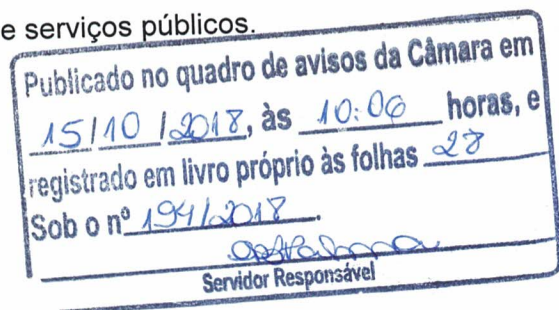 e serviços públicos.
Publicado no quadro de avisos da Câmara em
15/10/2018, às 10:06 horas, e
registrado em livro próprio às folhas 28
Sob o nº 194/2018.
Servidor Responsável